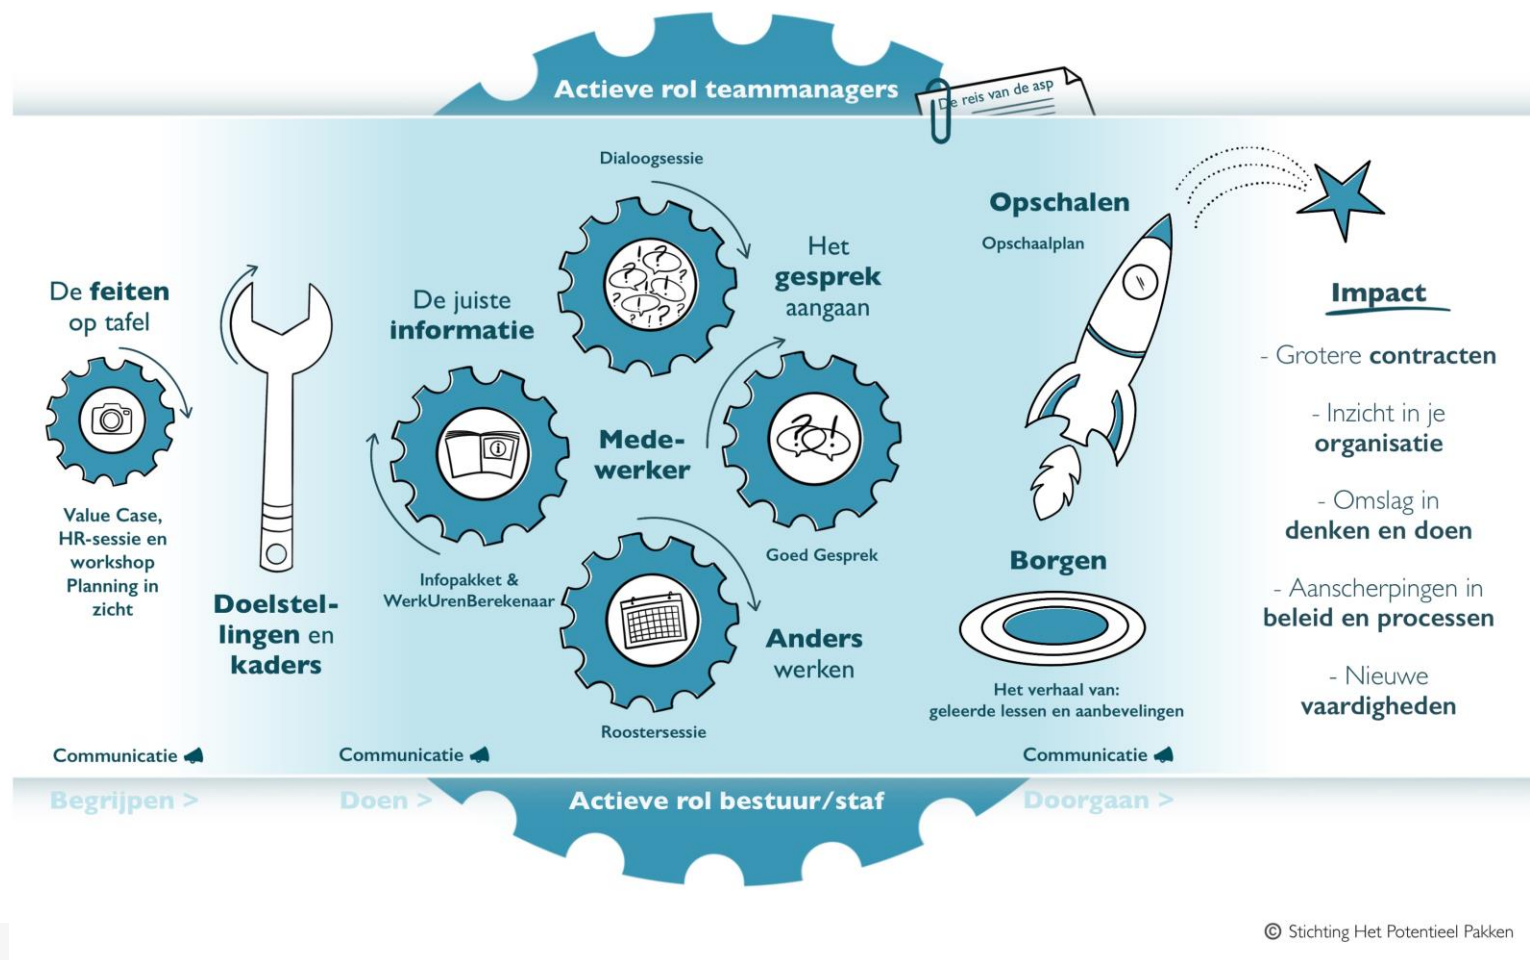 Actieve rol teammanagers
De reis van de asp
Dialoogsessie
De feiten
op tafel
Value Case,
HR-sessie en
workshop
Planning in
zicht
Doelstel-
lingen en
kaders
De juiste
informatie
Infopakket &
WerkUrenBerekenaar
Mede-
werker
Het
gesprek
aangaan
Goed Gesprek
Anders
werken
Roostersessie
Opschalen
Opschaalplan
Borgen
Het verhaal van:
geleerde lessen en aanbevelingen
Impact
- Grotere contracten
- Inzicht in je
organisatie
- Omslag in
denken en doen
- Aanscherpingen in
beleid en processen
- Nieuwe
vaardigheden
Communicatie
Communicatie
Communicatie
Begrijpen >
Doen >
Actieve rol bestuur/staf
Doorgaan >
© Stichting Het Potentieel Pakken